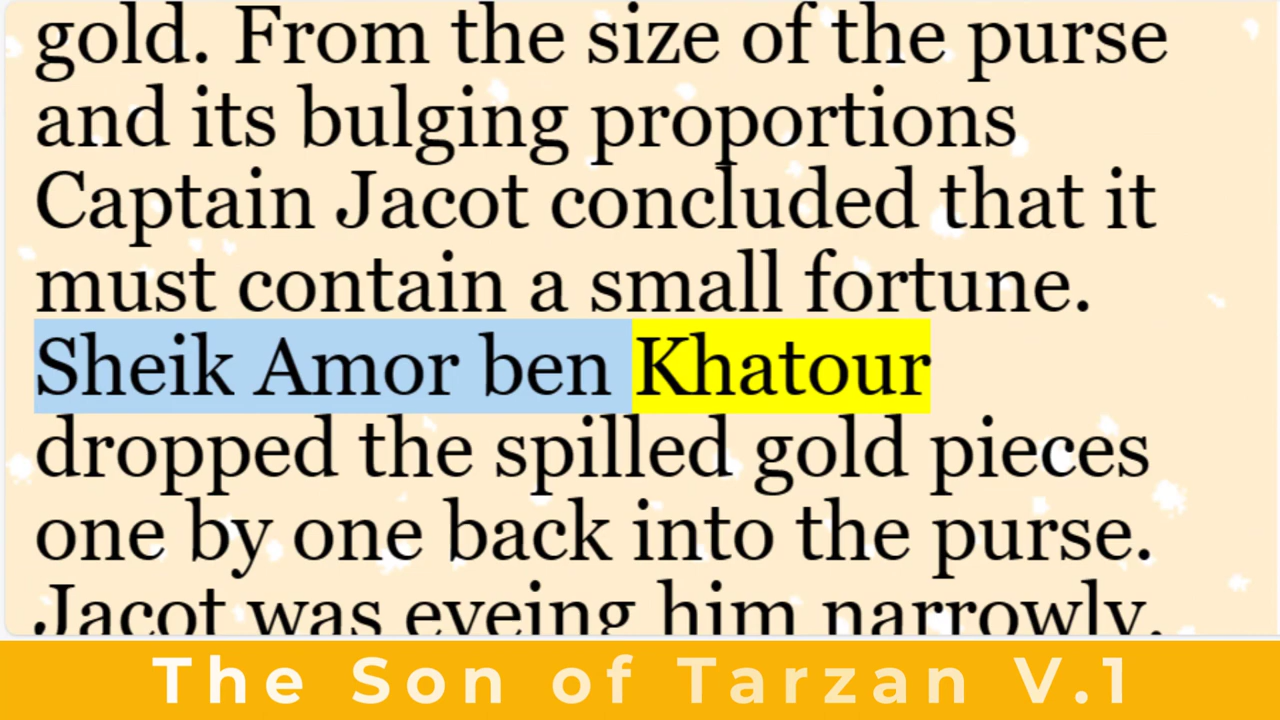 gold. From the size of the purse
and its bulging proportions
Captain Jacot concluded that it
must contain a small fortune.
Sheik Amor ben Khatour
dropped the spilled gold pieces
one by one back into the purse.
Jacot was eyeing him narrowly.
The Son of Tarzan V.1